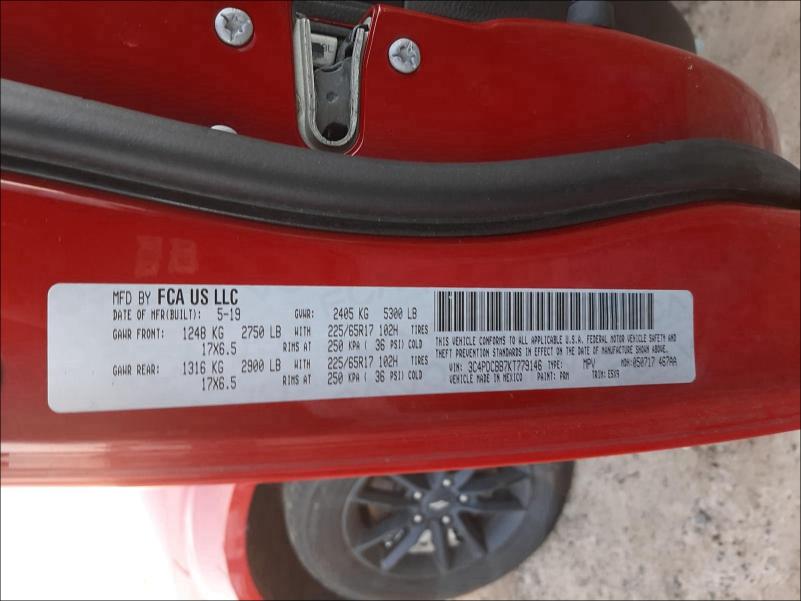 MFD BY FCA US LLC
DATE OF MFR(BUILT): 5-19 GVWR: 2405 KG 5300 LB
GAWR FRONT: 1248 KG 2750 LB WITH 225/65R17 102H TIRES
17X6.5 RIMS AT 250 KPA ( 36 PSI) COLD
GAWR REAR: 1316 KG 2900 LB WITH 225/65R17 102H TIRES
17X6.5 RIMS AT 250 KPA ( 36 PSI) COLD
THIS VEHICLE CONFORMS TO ALL APPLICABLE U.S.A. FEDERAL MOTOR VEHICLE SAFETY AND
THEFT PREVENTION STANDARDS IN EFFECT ON THE DATE OF MANUFACTURE SHOWN ABOVE.
VIN: 3C4PDCBB7KT779146 TYPE: MPV MDH: 050717 467AA
VEHICLE MADE IN MEXICO PAINT: PRM TRIM: E5X9